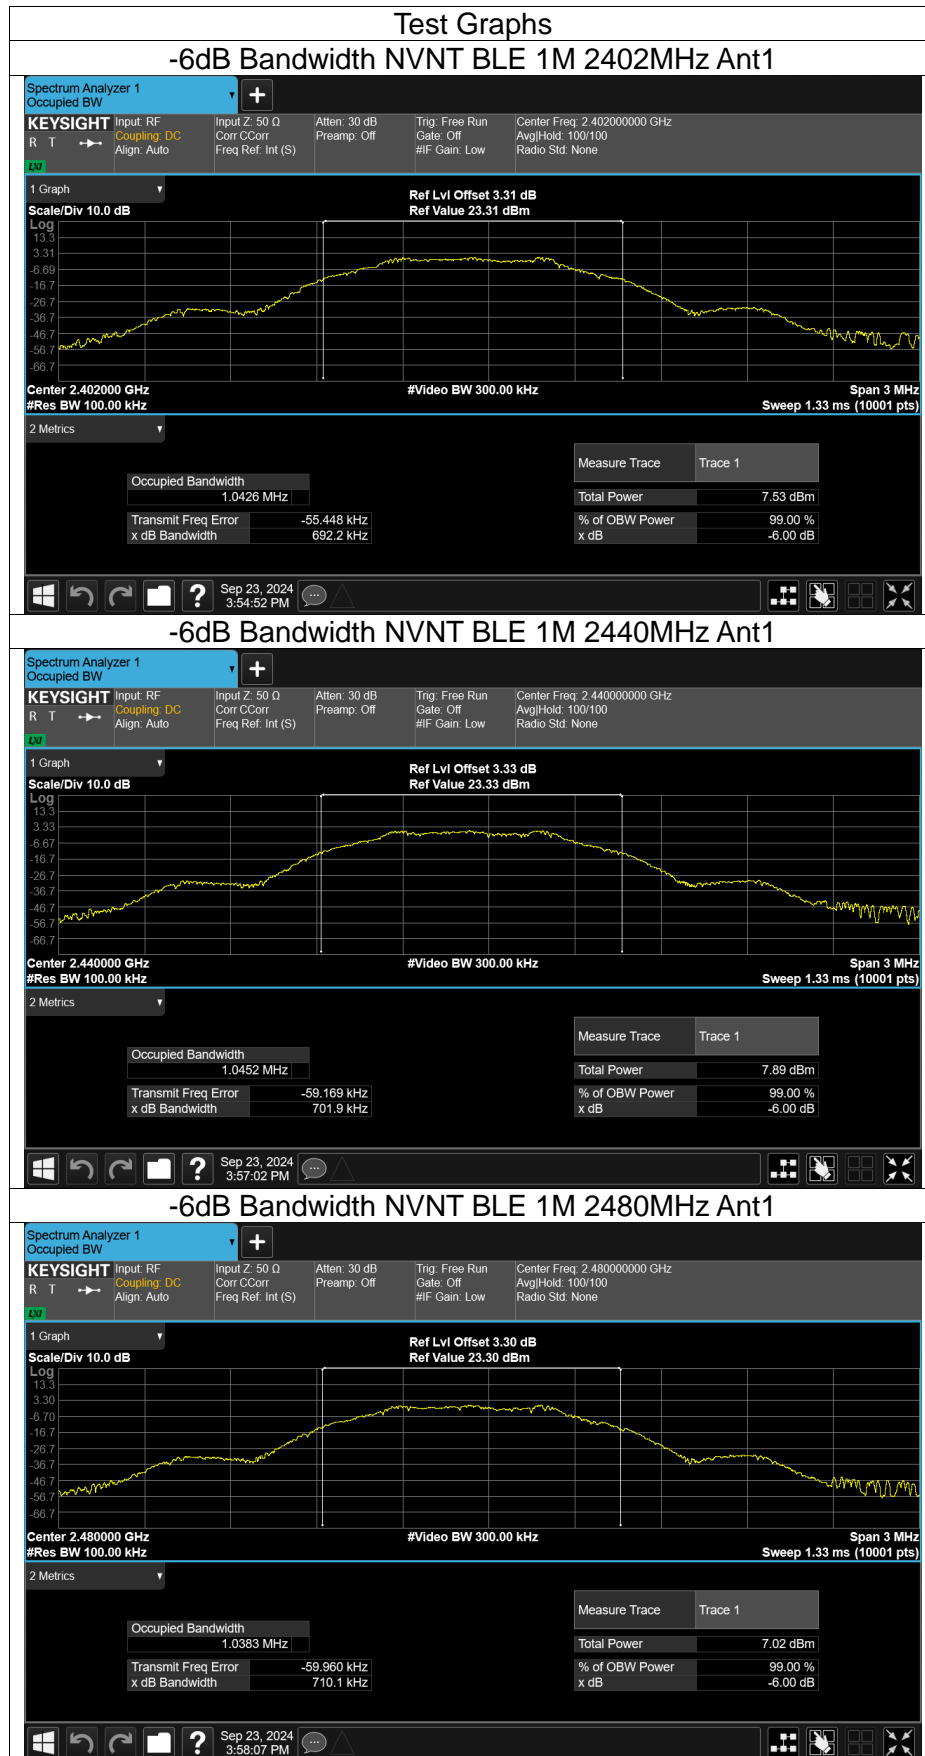 Test Graphs
-6dB Bandwidth NVNT BLE 1M 2402MHz Ant1
Spectrum Analyzer 1
Occupied BW
KEYSIGHT Input: RF Input Z: 50 Ω Atten: 30 dB Trig: Free Run Center Freq: 2.402000000 GHz
R T Coupling: DC Corr CCorr Preamp: Off Gate: Off Avg|Hold: 100/100
Align: Auto Freq Ref: Int (S) #IF Gain: Low Radio Std: None
LXI
1 Graph
Ref Lvl Offset 3.31 dB
Scale/Div 10.0 dB Ref Value 23.31 dBm
Log
13.3
3.31
-6.69
-16.7
-26.7
-36.7
-46.7
-56.7
-66.7
Center 2.402000 GHz #Video BW 300.00 kHz Span 3 MHz
#Res BW 100.00 kHz Sweep 1.33 ms (10001 pts)
2 Metrics
Measure Trace Trace 1
Occupied Bandwidth
1.0426 MHz Total Power 7.53 dBm
Transmit Freq Error -55.448 kHz % of OBW Power 99.00 %
x dB Bandwidth 692.2 kHz x dB -6.00 dB
Sep 23, 2024
3:54:52 PM
-6dB Bandwidth NVNT BLE 1M 2440MHz Ant1
Spectrum Analyzer 1
Occupied BW
KEYSIGHT Input: RF Input Z: 50 Ω Atten: 30 dB Trig: Free Run Center Freq: 2.440000000 GHz
R T Coupling: DC Corr CCorr Preamp: Off Gate: Off Avg|Hold: 100/100
Align: Auto Freq Ref: Int (S) #IF Gain: Low Radio Std: None
LXI
1 Graph
Ref Lvl Offset 3.33 dB
Scale/Div 10.0 dB Ref Value 23.33 dBm
Log
13.3
3.33
-6.67
-16.7
-26.7
-36.7
-46.7
-56.7
-66.7
Center 2.440000 GHz #Video BW 300.00 kHz Span 3 MHz
#Res BW 100.00 kHz Sweep 1.33 ms (10001 pts)
2 Metrics
Measure Trace Trace 1
Occupied Bandwidth
1.0452 MHz Total Power 7.89 dBm
Transmit Freq Error -59.169 kHz % of OBW Power 99.00 %
x dB Bandwidth 701.9 kHz x dB -6.00 dB
Sep 23, 2024
3:57:02 PM
-6dB Bandwidth NVNT BLE 1M 2480MHz Ant1
Spectrum Analyzer 1
Occupied BW
KEYSIGHT Input: RF Input Z: 50 Ω Atten: 30 dB Trig: Free Run Center Freq: 2.480000000 GHz
R T Coupling: DC Corr CCorr Preamp: Off Gate: Off Avg|Hold: 100/100
Align: Auto Freq Ref: Int (S) #IF Gain: Low Radio Std: None
LXI
1 Graph
Ref Lvl Offset 3.30 dB
Scale/Div 10.0 dB Ref Value 23.30 dBm
Log
13.3
3.30
-6.70
-16.7
-26.7
-36.7
-46.7
-56.7
-66.7
Center 2.480000 GHz #Video BW 300.00 kHz Span 3 MHz
#Res BW 100.00 kHz Sweep 1.33 ms (10001 pts)
2 Metrics
Measure Trace Trace 1
Occupied Bandwidth
1.0383 MHz Total Power 7.02 dBm
Transmit Freq Error -59.960 kHz % of OBW Power 99.00 %
x dB Bandwidth 710.1 kHz x dB -6.00 dB
Sep 23, 2024
3:58:07 PM